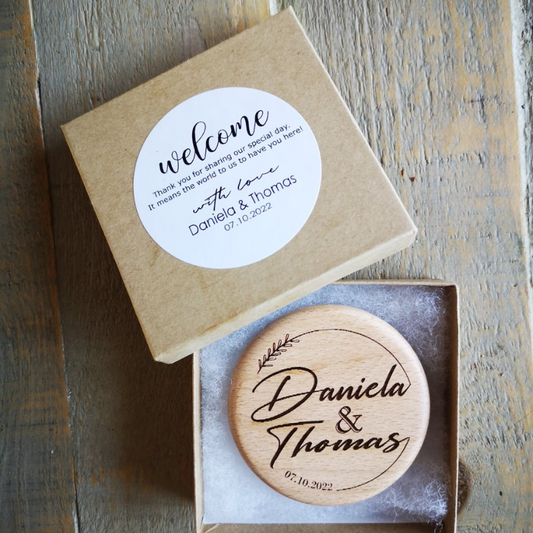 welcome
Thank you for sharing our special day.
It means the world to us to have you here!
with love
Daniela & Thomas
07.10.2022
Daniela
&
Thomas
07.10.2022